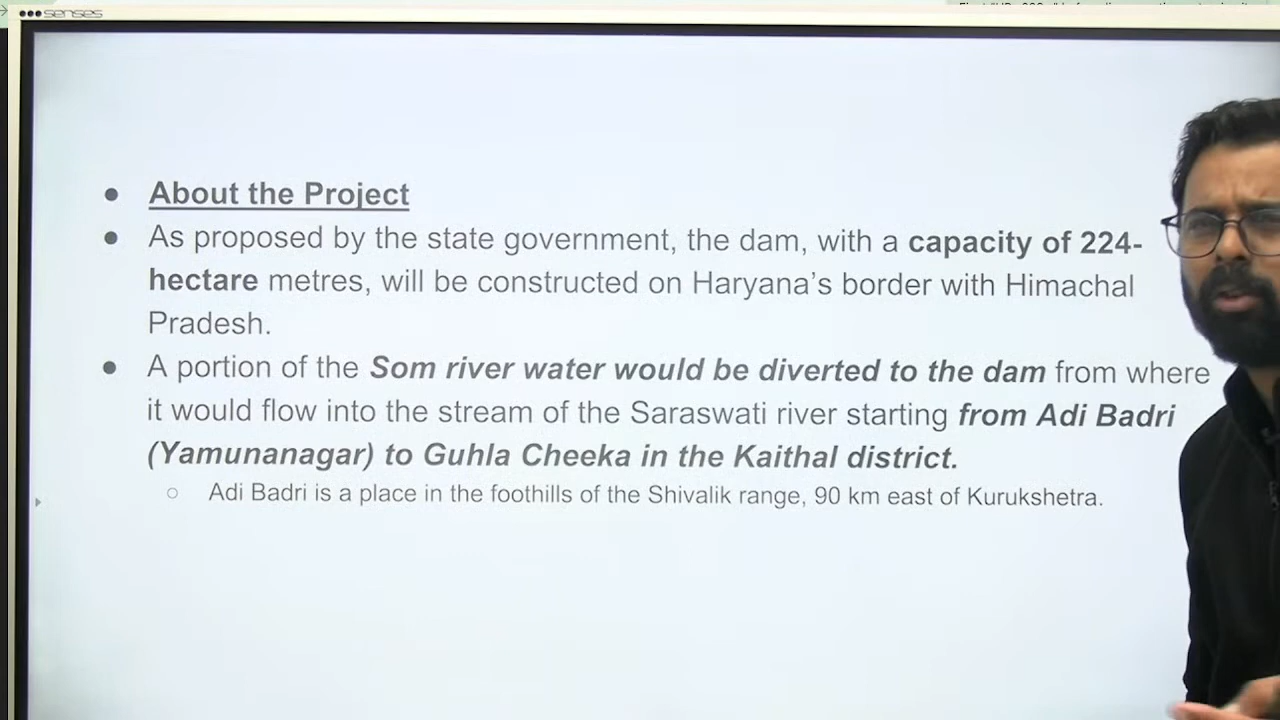 senses
● About the Project
● As proposed by the state government, the dam, with a capacity of 224-
hectare metres, will be constructed on Haryana’s border with Himachal
Pradesh.
● A portion of the Som river water would be diverted to the dam from where
it would flow into the stream of the Saraswati river starting from Adi Badri
(Yamunanagar) to Guhla Cheeka in the Kaithal district.
○ Adi Badri is a place in the foothills of the Shivalik range, 90 km east of Kurukshetra.